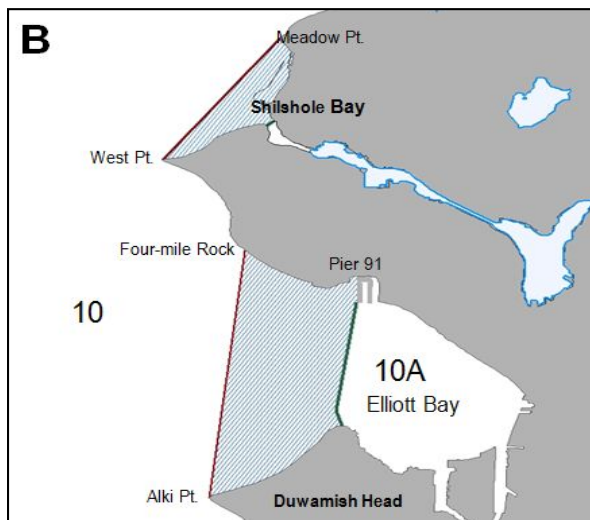 B
Meadow Pt.
Shilshole Bay
West Pt.
Four-mile Rock
Pier 91
10
10A
Elliott Bay
Alki Pt.
Duwamish Head